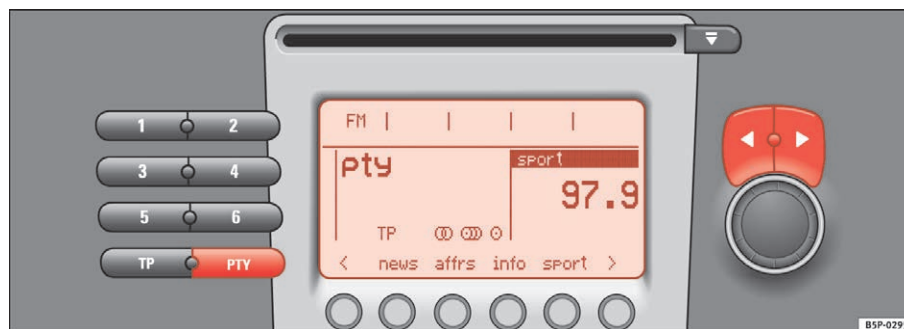 FM
1 2
pty
sport
3 4
97.9
5 6
TP
TP PTY
< news affrs info sport >
B5P-029